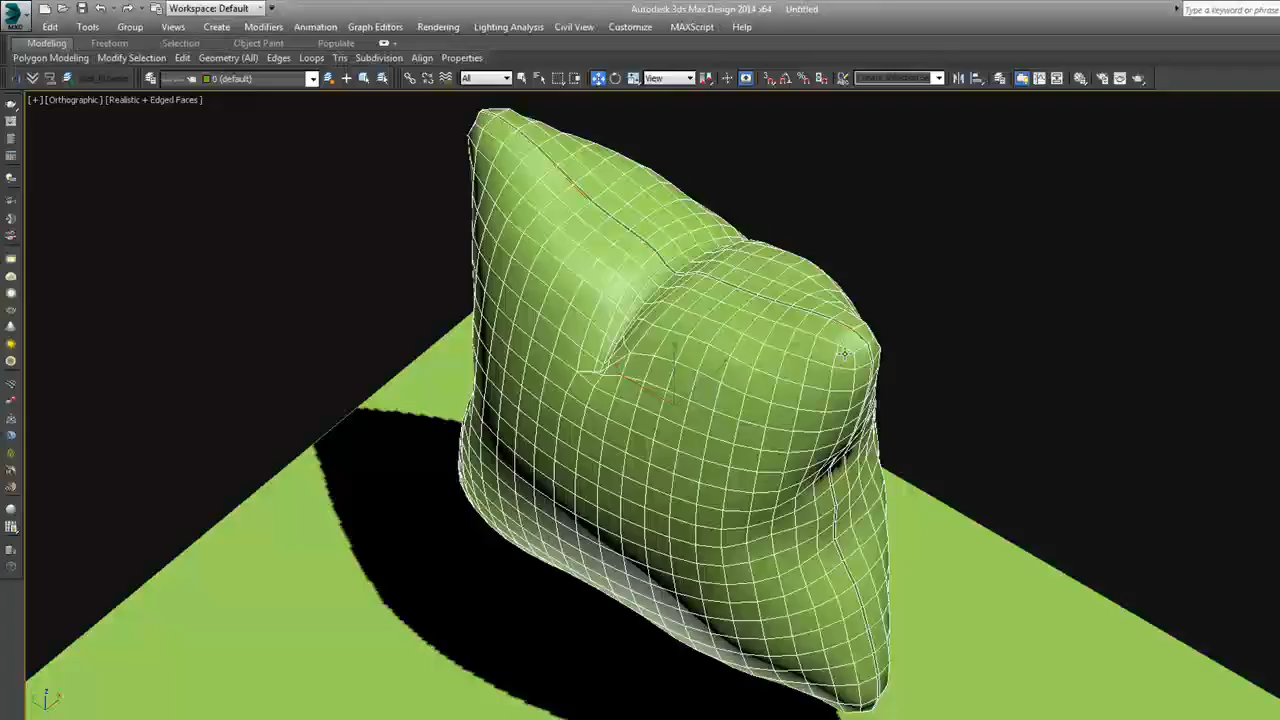 Workspace: Default
Autodesk 3ds Max Design 2014 x64 Untitled
Type a keyword or phrase
Edit Tools Group Views Create Modifiers Animation Graph Editors Rendering Lighting Analysis Civil View Customize MAXScript Help
Modeling Freeform Selection Object Paint Populate
Polygon Modeling Modify Selection Edit Geometry (All) Edges Loops Tris Subdivision Align Properties
0 (default) All View
[+] [Orthographic] [Realistic + Edged Faces]
z